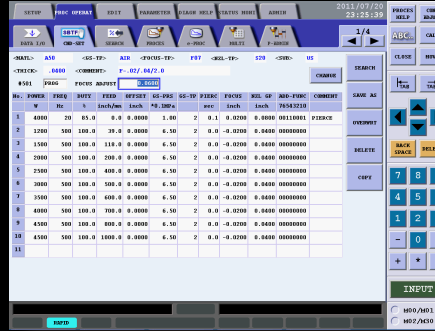 2011/07/20
23:25:39
SETUP PROC OPERAT EDIT PARAMETER DIAGN HELP STATUS MONI ADMIN
PROCES HELP
DATA I/O CND-SET SEARCH PROCES e-PROC MULTI P-ADMIN
1/4
ABC..
<MATL> A50 <GS-TP> AIR <FOCUS-TP> F07 <NZL-TP> S20 <SUB> US
<THICK> .0400 <COMMENT> F-.02/.04/2.0
CHANGE
#501 PROG FOCUS ADJUST 0.0600
No. POWER FREQ DUTY FEED OFFSET GS-PRS GS-TP PIERC FOCUS NZL GP ADD-FUNC COMMENT
W Hz % inch/mm inch *0.1MPa sec inch inch 76543210
1 4000 20 85.0 0.0 0.0000 1.00 2 0.1 0.0200 0.0800 00110001 PIERCE
2 1200 500 100.0 39.0 0.0000 6.50 2 0.0 -0.0200 0.0400 00000000
3 1500 500 100.0 118.0 0.0000 6.50 2 0.0 -0.0200 0.0400 00000000
4 2000 500 100.0 200.0 0.0000 6.50 2 0.0 -0.0200 0.0400 00000000
5 2500 500 100.0 400.0 0.0000 6.50 2 0.0 -0.0200 0.0400 00000000
6 3000 500 100.0 500.0 0.0000 6.50 2 0.0 -0.0200 0.0400 00000000
7 3500 500 100.0 600.0 0.0000 6.50 2 0.0 -0.0200 0.0400 00000000
8 4000 500 100.0 700.0 0.0000 6.50 2 0.0 -0.0200 0.0400 00000000
9 4500 500 100.0 800.0 0.0000 6.50 2 0.0 -0.0200 0.0400 00000000
10 4500 500 100.0 1000.0 0.0000 6.50 2 0.0 -0.0200 0.0400 00000000
11
SEARCH
SAVE AS
OVERWRT
DELETE
COPY
CLOSE
TAB TAB
BACK SPACE
7 8
4 5
1 2
- 0
+ *
INPUT
M00/M01
M02/M30
RAPID